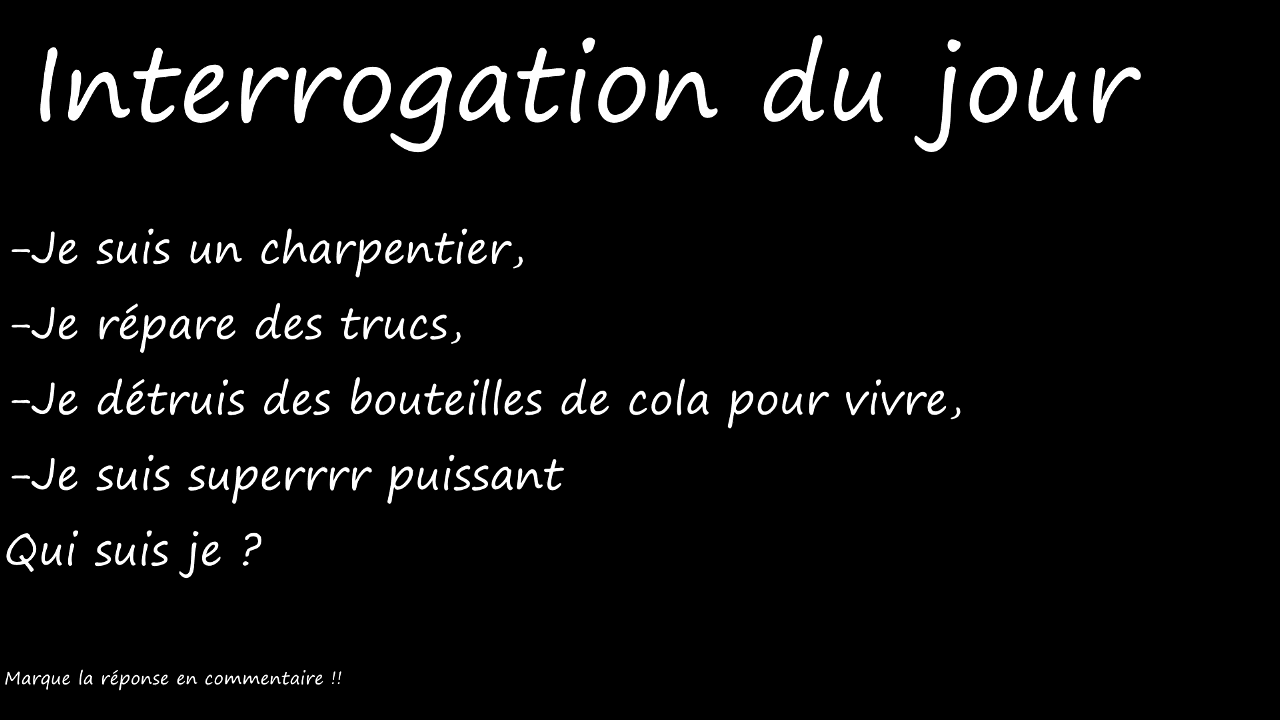 Interrogation du jour
-Je suis un charpentier,
-Je répare des trucs,
-Je détruis des bouteilles de cola pour vivre,
-Je suis superrrr puissant
Qui suis je ?
Marque la réponse en commentaire !!